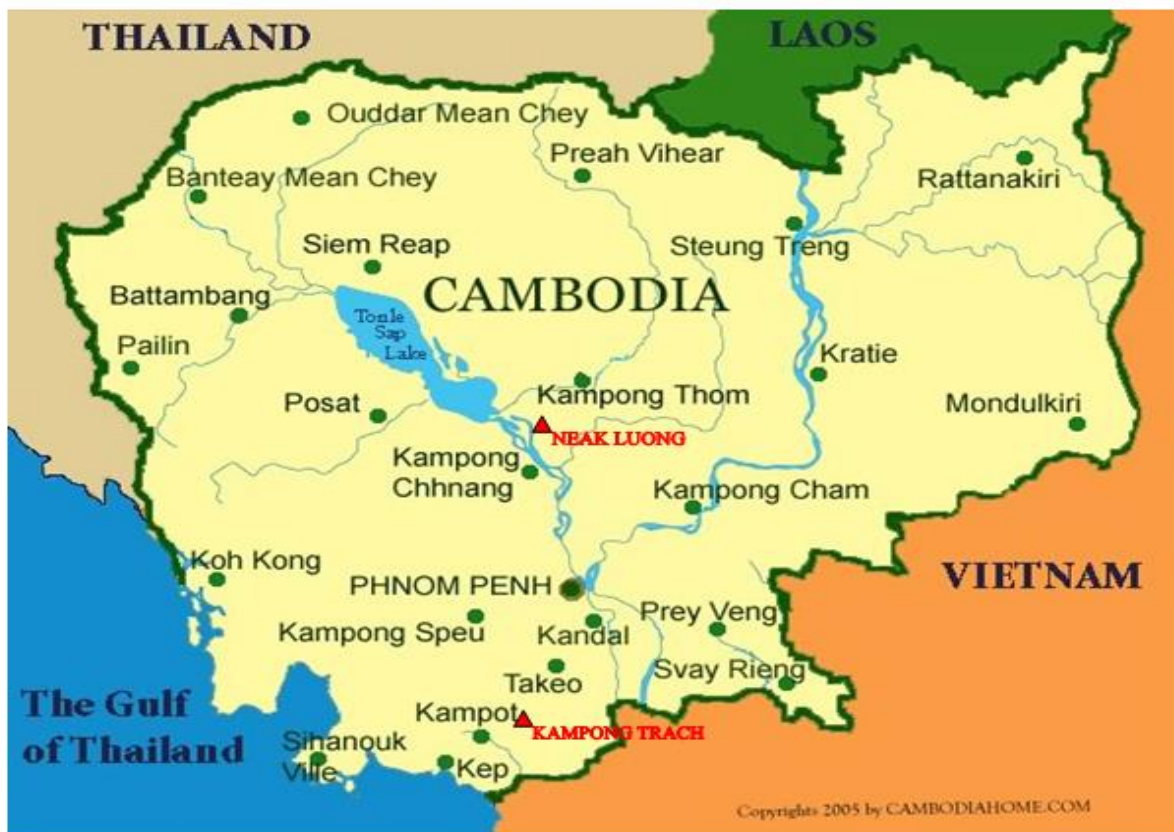 THAILAND
LAOS
Ouddar Mean Chey
Preah Vihear
Rattanakiri
Banteay Mean Chey
Siem Reap
Steung Treng
CAMBODIA
Battambang
Tonle
Sap
Lake
Pailin
Kratie
Posat
Kampong Thom
Mondulkiri
NEAK LUONG
Kampong
Chhnang
Kampong Cham
Koh Kong
PHNOM PENH
VIETNAM
Prey Veng
Kampong Speu
Kandal
Svay Rieng
Takeo
The Gulf
of Thailand
Kampot
KAMPONG TRACH
Sihanouk
Ville
Kep
Copyrights 2005 by CAMBODIAHOME.COM